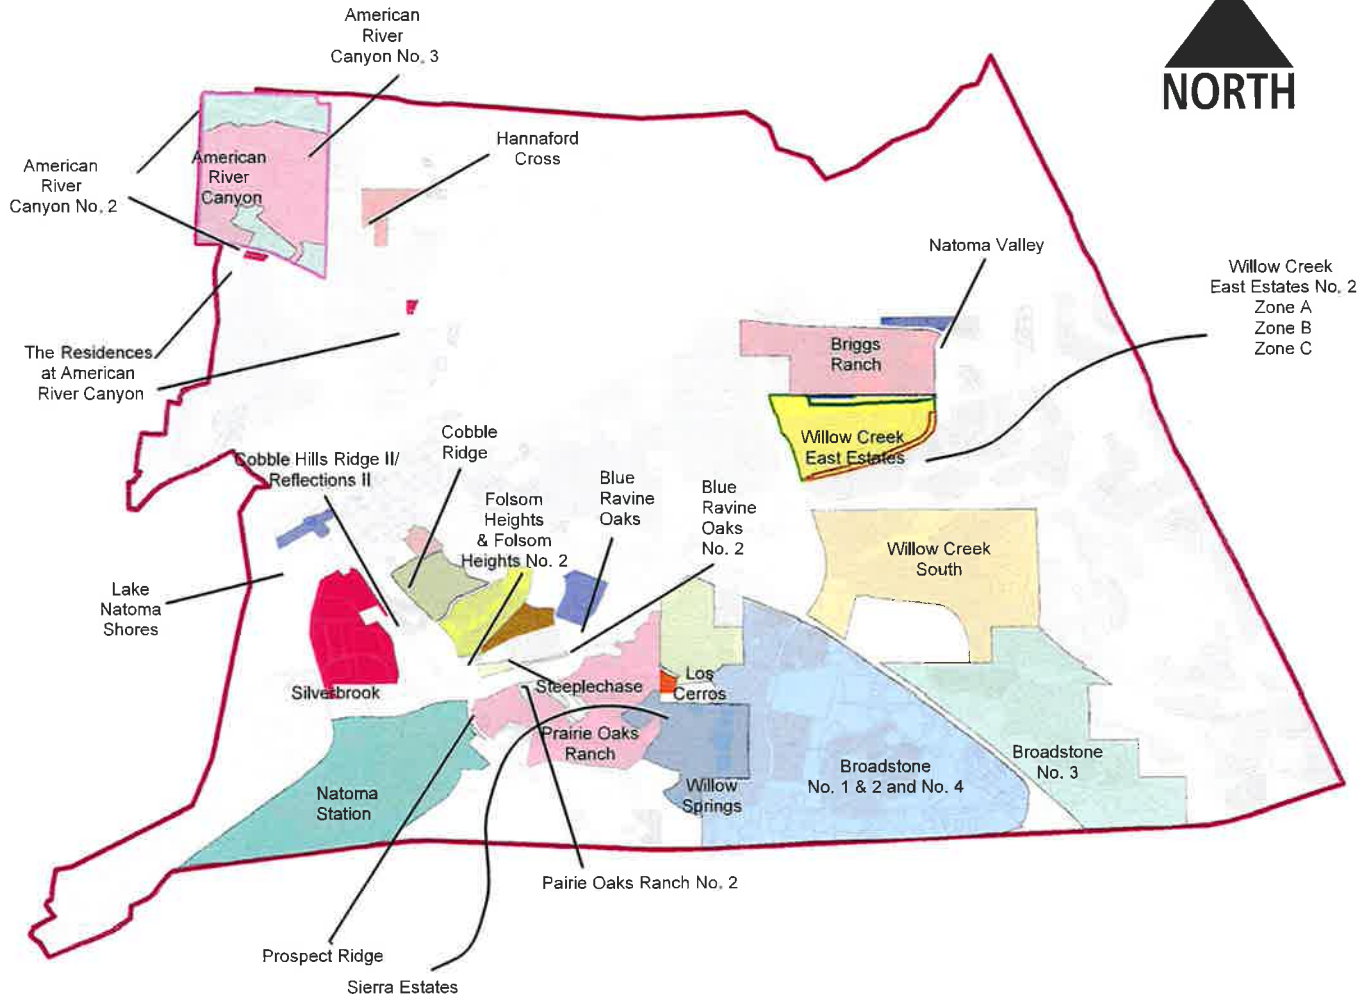 American
River
Canyon No. 3
NORTH
Hannaford
Cross
American
River
Canyon No. 2
American
River
Canyon
Natoma Valley
Willow Creek
East Estates No. 2
Zone A
Zone B
Zone C
The Residences
at American
River Canyon
Briggs
Ranch
Cobble
Ridge
Willow Creek
East Estates
Cobble Hills Ridge II/
Reflections II
Folsom
Heights
& Folsom
Heights No. 2
Blue
Ravine
Oaks
Blue
Ravine
Oaks
No. 2
Willow Creek
South
Lake
Natoma
Shores
Silverbrook
Steeplechase
Los
Cerros
Prairie Oaks
Ranch
Broadstone
No. 3
Natoma
Station
Willow
Springs
Broadstone
No. 1 & 2 and No. 4
Pairie Oaks Ranch No. 2
Prospect Ridge
Sierra Estates